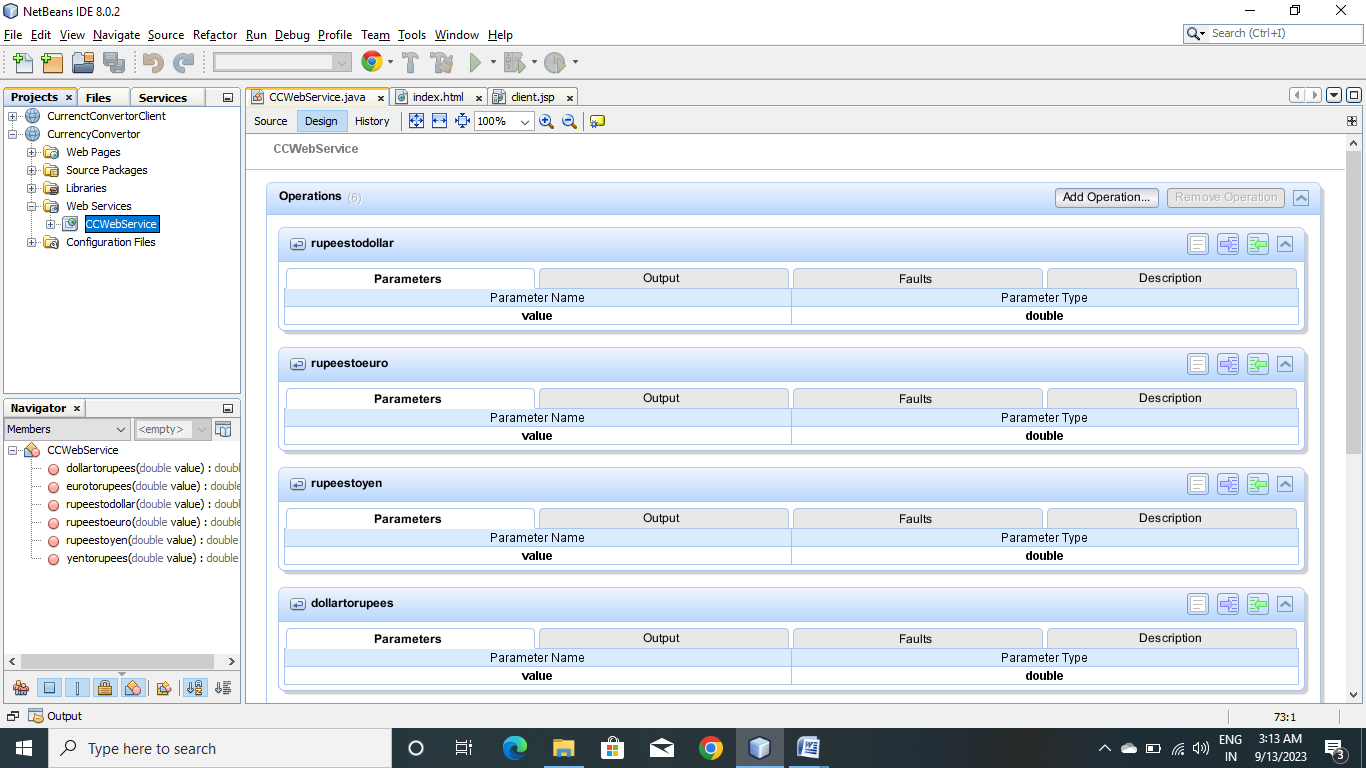 NetBeans IDE 8.0.2
File Edit View Navigate Source Refactor Run Debug Profile Team Tools Window Help
Search (Ctrl+I)
Projects Files Services
CurrenctConvertorClient
CurrencyConvertor
Web Pages
Source Packages
Libraries
Web Services
CCWebService
Configuration Files
Navigator
Members <empty>
CCWebService
dollartorupees(double value) : doubl
eurotorupees(double value) : double
rupeestodollar(double value) : doubl
rupeestoeuro(double value) : double
rupeestoyen(double value) : double
yentorupees(double value) : double
CCWebService.java index.html client.jsp
Source Design History 100%
CCWebService
Operations (6) Add Operation... Remove Operation
rupeestodollar
Parameters Output Faults Description
Parameter Name Parameter Type
value double
rupeestoeuro
Parameters Output Faults Description
Parameter Name Parameter Type
value double
rupeestoyen
Parameters Output Faults Description
Parameter Name Parameter Type
value double
dollartorupees
Parameters Output Faults Description
Parameter Name Parameter Type
value double
Output 73:1
Type here to search
ENG
IN
3:13 AM
9/13/2023
3